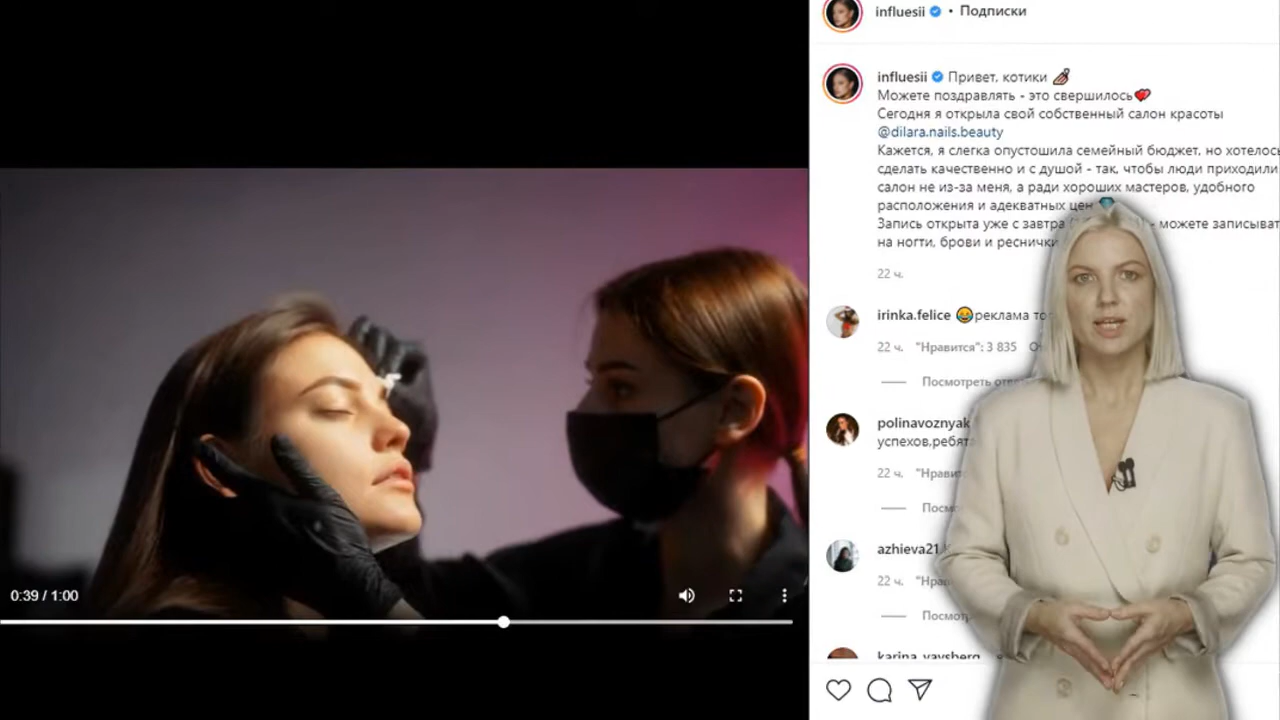 influesii • Подписки
influesii Привет, котики
Можете поздравлять - это свершилось
Сегодня я открыла свой собственный салон красоты
@dilara.nails.beauty
Кажется, я слегка опустошила семейный бюджет, но хотелось
сделать качественно и с душой - так, чтобы люди приходили
салон не из-за меня, а ради хороших мастеров, удобного
расположения и адекватных цен
Запись открыта уже с завтра - можете записыват
на ногти, брови и реснички
22 ч.
irinka.felice реклама
22 ч. "Нравится": 3 835
Посмотреть
polinavoznyak
успехов,ребят
22 ч.
azhieva21
22 ч.
0:39 / 1:00
karina_vaysberg